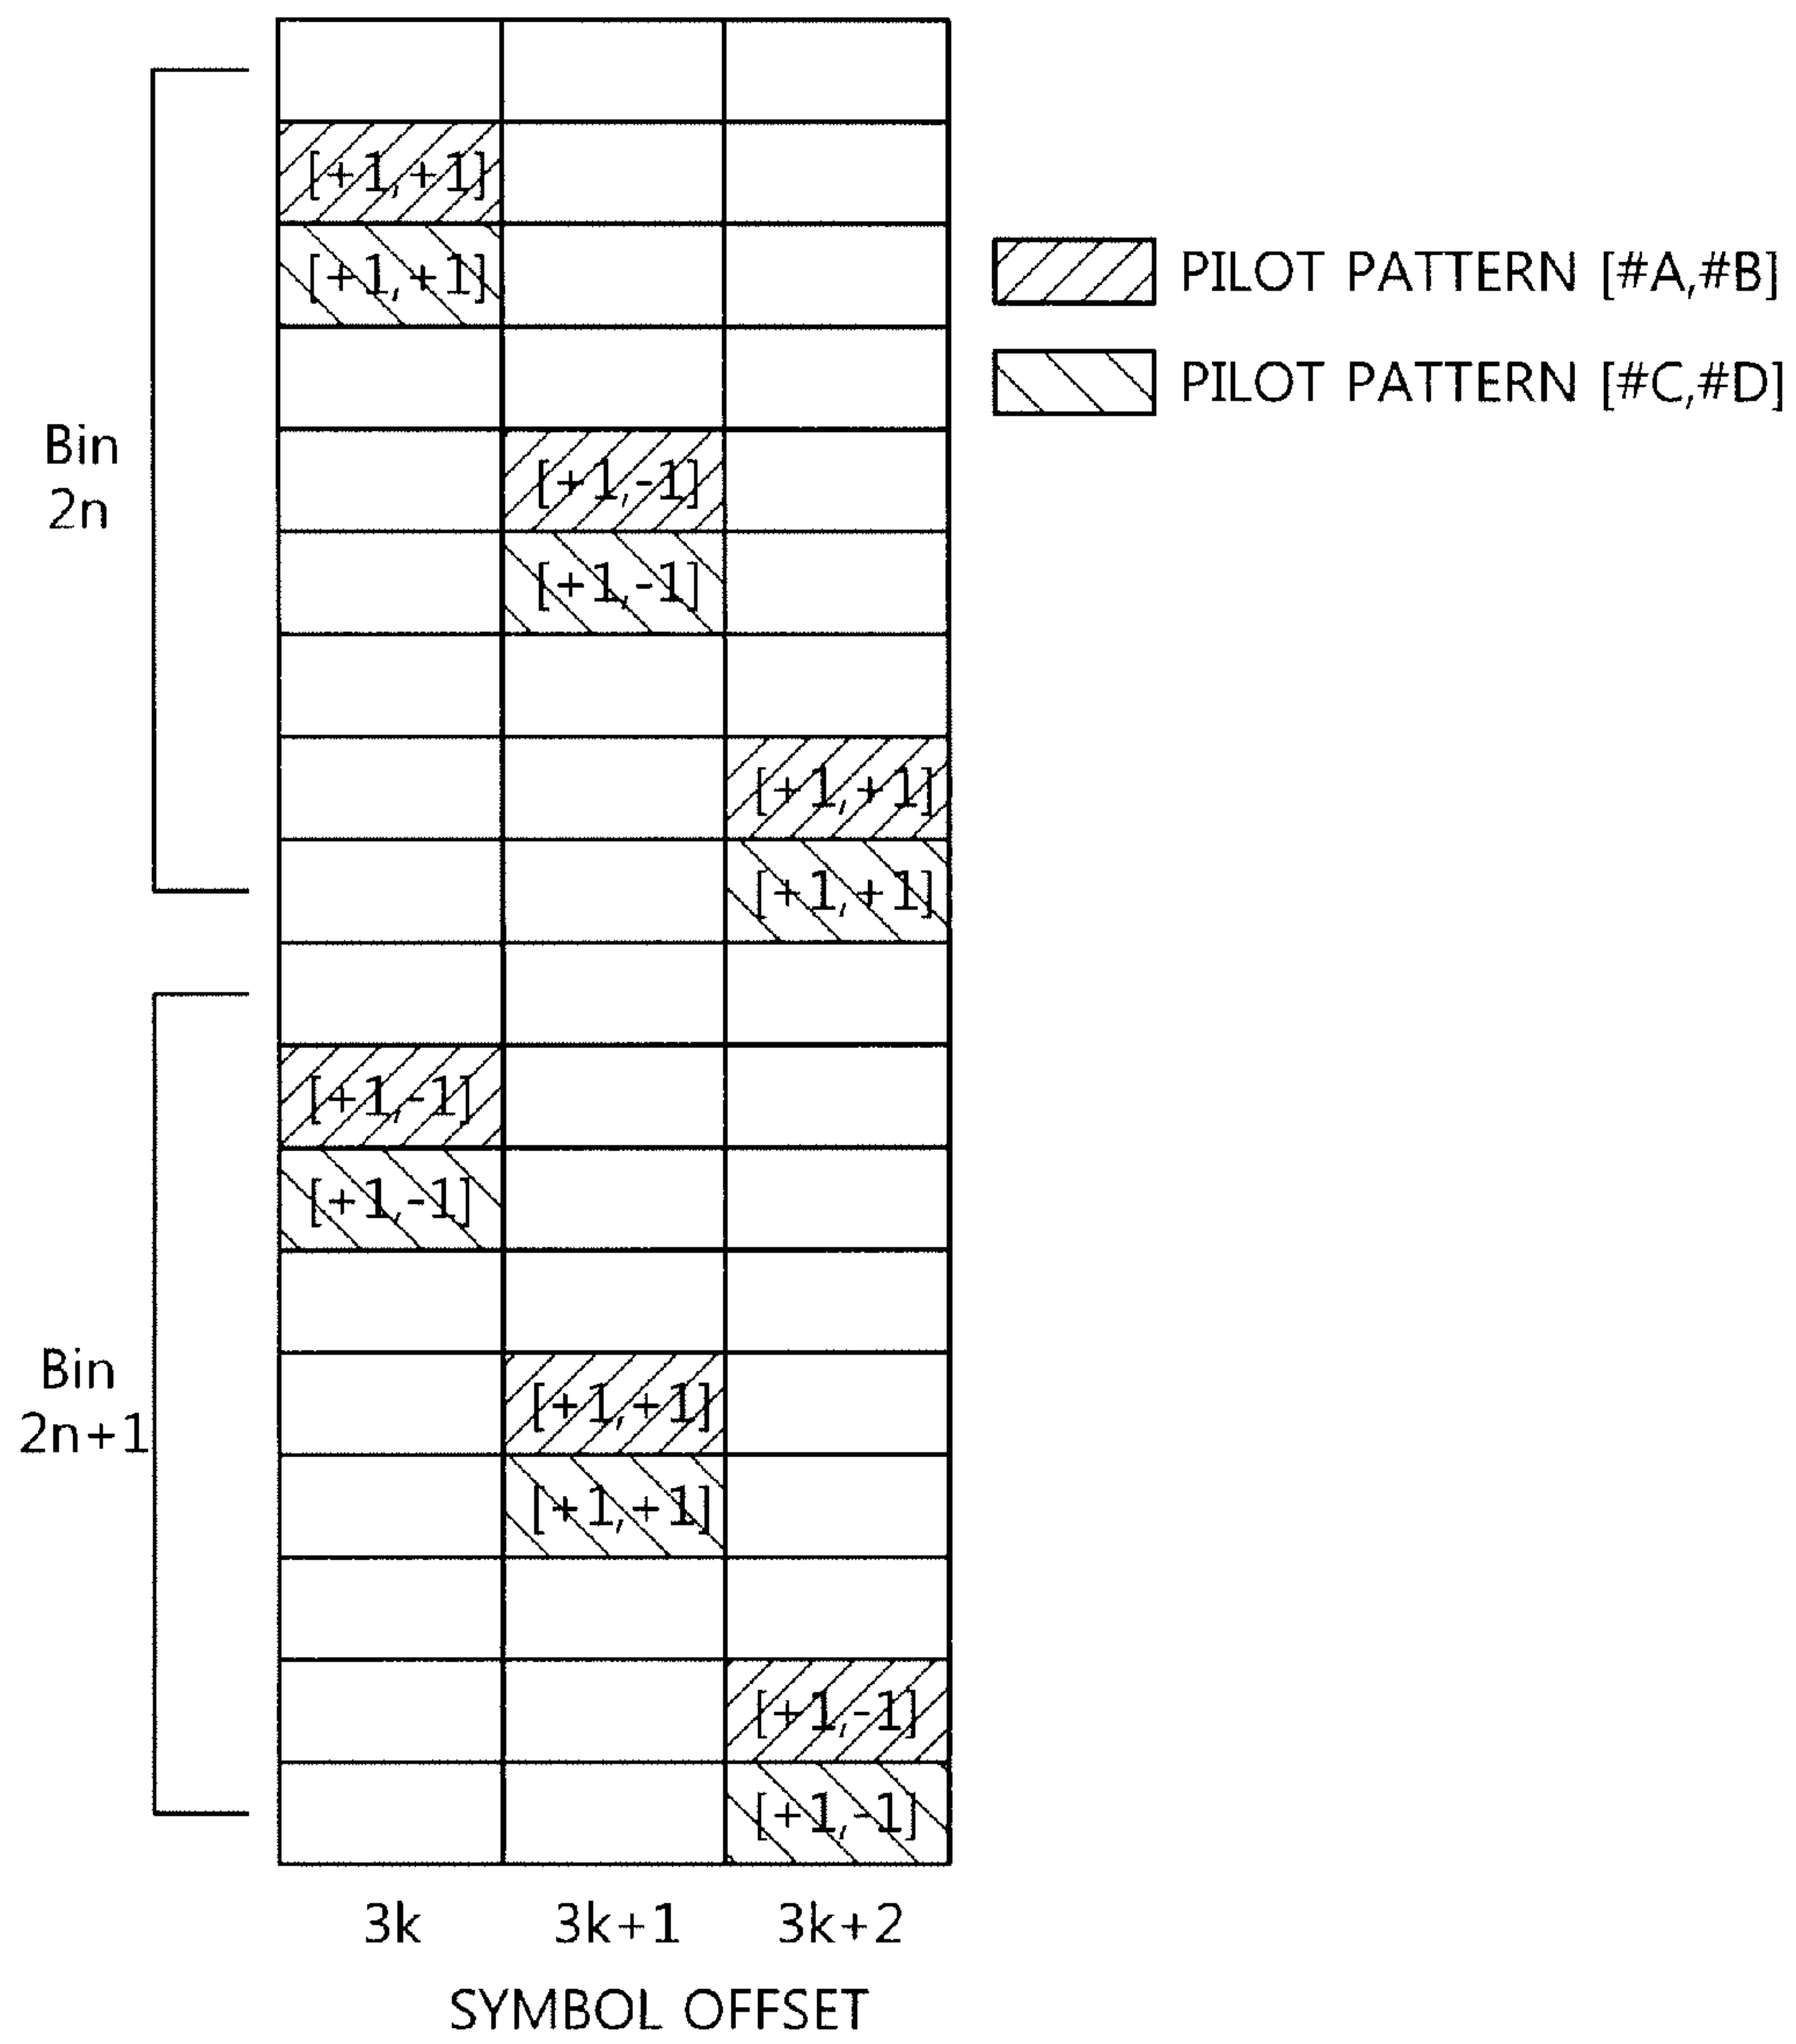 [+1,+1]
[+1,+1]
PILOT PATTERN [#A,#B]
PILOT PATTERN [#C,#D]
Bin
2n
[+1,-1]
[+1,-1]
[+1,+1]
[+1,+1]
[+1,-1]
[+1,-1]
Bin
2n+1
[+1,+1]
[+1,+1]
[+1,-1]
[+1,-1]
3k 3k+1 3k+2
SYMBOL OFFSET